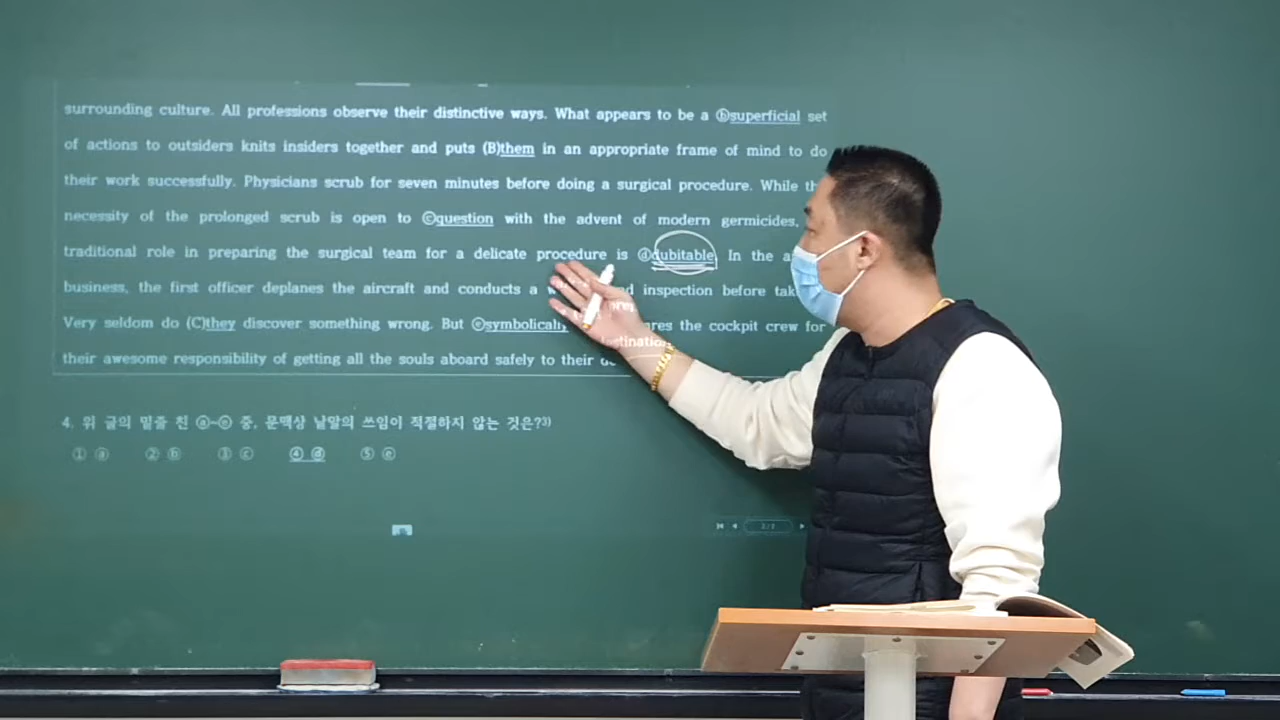 surrounding culture. All professions observe their distinctive ways. What appears to be a ⓑsuperficial set
of actions to outsiders knits insiders together and puts (B)them in an appropriate frame of mind to do
their work successfully. Physicians scrub for seven minutes before doing a surgical procedure. While
necessity of the prolonged scrub is open to ⓒquestion with the advent of modern germicides,
traditional role in preparing the surgical team for a delicate procedure is ⓓdubitable. In the
business, the first officer deplanes the aircraft and conducts a inspection before
Very seldom do (C)they discover something wrong. But ⓔsymbolically the cockpit crew for
their awesome responsibility of getting all the souls aboard safely to their
4. 위 글의 밑줄 친 ⓐ~ⓔ 중, 문맥상 낱말의 쓰임이 적절하지 않는 것은?3)
① ⓐ ② ⓑ ③ ⓒ ④ ⓓ ⑤ ⓔ